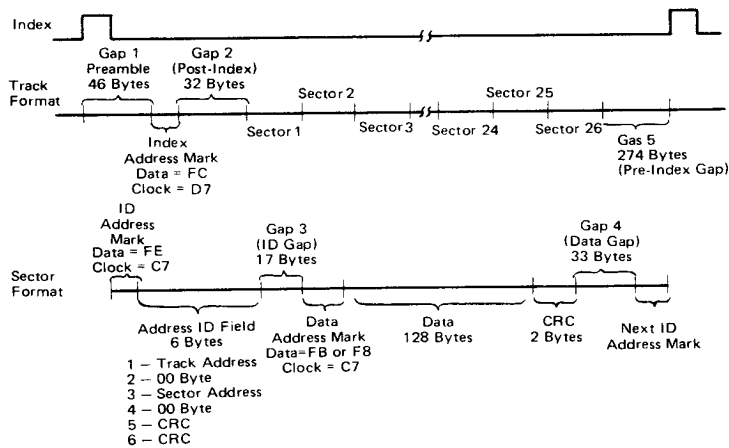 Index
Gap 1
Preamble
46 Bytes
Gap 2
(Post-Index)
32 Bytes
Track
Format
Sector 1
Sector 2
Sector 3
Sector 24
Sector 25
Sector 26
Gas 5
274 Bytes
(Pre-Index Gap)
Index
Address Mark
Data = FC
Clock = D7
ID
Address
Mark
Data = FE
Clock = C7
Gap 3
(ID Gap)
17 Bytes
Gap 4
(Data Gap)
33 Bytes
Sector
Format
Address ID Field
6 Bytes
1 – Track Address
2 – 00 Byte
3 – Sector Address
4 – 00 Byte
5 – CRC
6 – CRC
Data
Address Mark
Data=FB or F8
Clock = C7
Data
128 Bytes
CRC
2 Bytes
Next ID
Address Mark